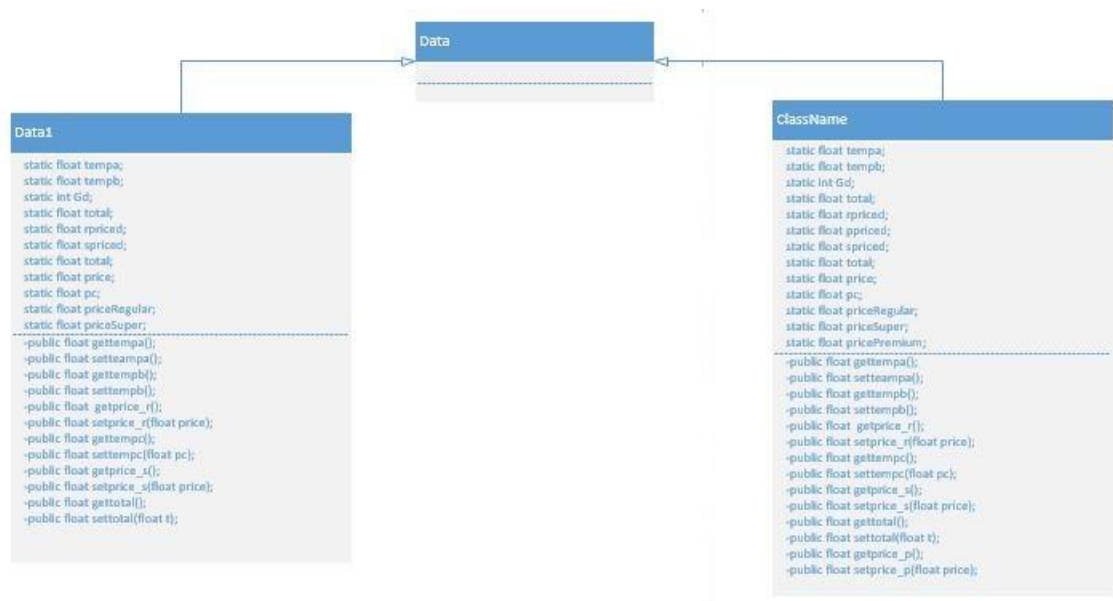 Data
Data1
static float tempa;
static float tempb;
static int Gd;
static float total;
static float rpriced;
static float spriced;
static float total;
static float price;
static float pc;
static float priceRegular;
static float priceSuper;
-public float gettempa();
-public float setteampa();
-public float gettempb();
-public float settempb();
-public float getprice_r();
-public float setprice_r(float price);
-public float gettempc();
-public float settempc(float pc);
-public float getprice_s();
-public float setprice_s(float price);
-public float gettotal();
-public float settotal(float t);
ClassName
static float tempa;
static float tempb;
static int Gd;
static float total;
static float rpriced;
static float ppriced;
static float spriced;
static float total;
static float price;
static float pc;
static float priceRegular;
static float priceSuper;
static float pricePremium;
-public float gettempa();
-public float setteampa();
-public float gettempb();
-public float settempb();
-public float getprice_r();
-public float setprice_r(float price);
-public float gettempc();
-public float settempc(float pc);
-public float getprice_s();
-public float setprice_s(float price);
-public float gettotal();
-public float settotal(float t);
-public float getprice_p();
-public float setprice_p(float price);